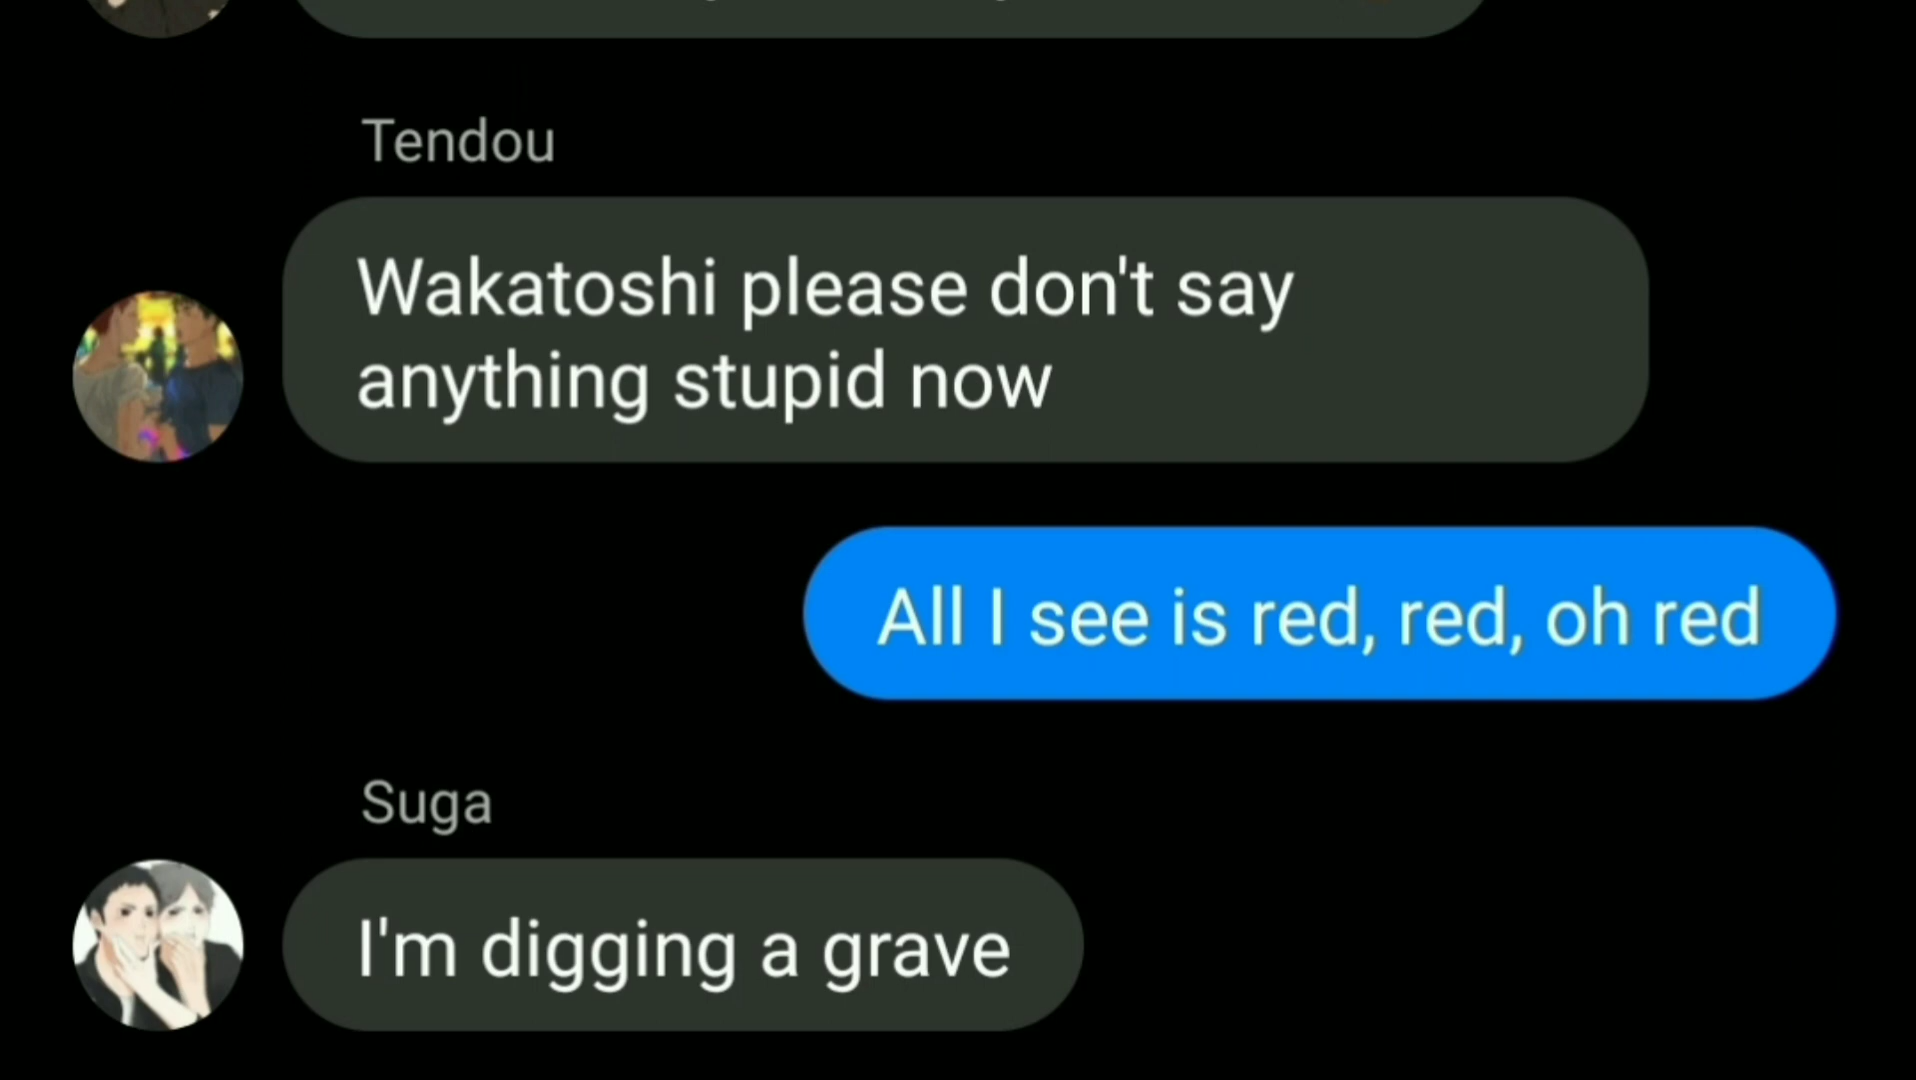 Tendou
Wakatoshi please don't say
anything stupid now
All I see is red, red, oh red
Suga
I'm digging a grave